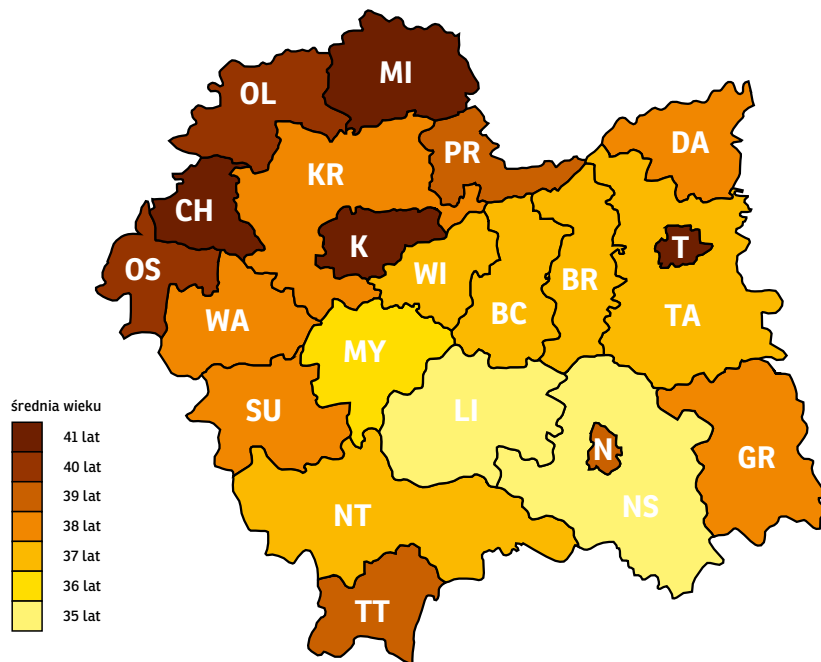 MI
OL
DA
PR
KR
CH
K
T
OS
WI
BR
BC
TA
WA
MY
SU
LI
N
GR
NS
NT
TT
średnia wieku
41 lat
40 lat
39 lat
38 lat
37 lat
36 lat
35 lat